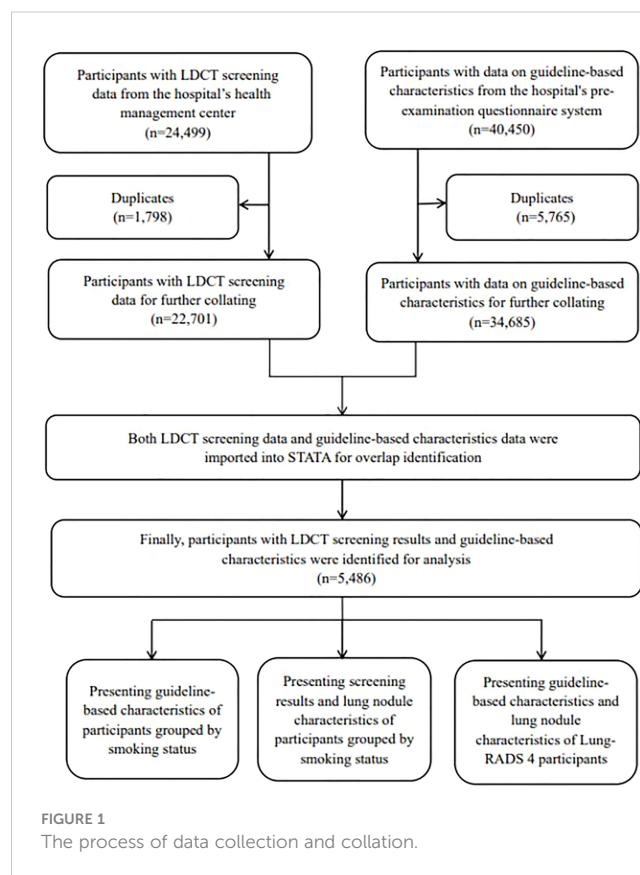 Participants with LDCT screening
data from the hospital's health
management center
(n=24,499)
Participants with data on guideline-based
characteristics from the hospital's pre-
examination questionnaire system
(n=40,450)
Duplicates
(n=1,798)
Duplicates
(n=5,765)
Participants with LDCT screening
data for further collating
(n=22,701)
Participants with data on guideline-based
characteristics for further collating
(n=34,685)
Both LDCT screening data and guideline-based characteristics data were
imported into STATA for overlap identification
Finally, participants with LDCT screening results and guideline-based
characteristics were identified for analysis
(n=5,486)
Presenting guideline-
based characteristics of
participants grouped by
smoking status
Presenting screening
results and lung nodule
characteristics of
participants grouped by
smoking status
Presenting guideline-
based characteristics and
lung nodule
characteristics of Lung-
RADS 4 participants
FIGURE 1
The process of data collection and collation.